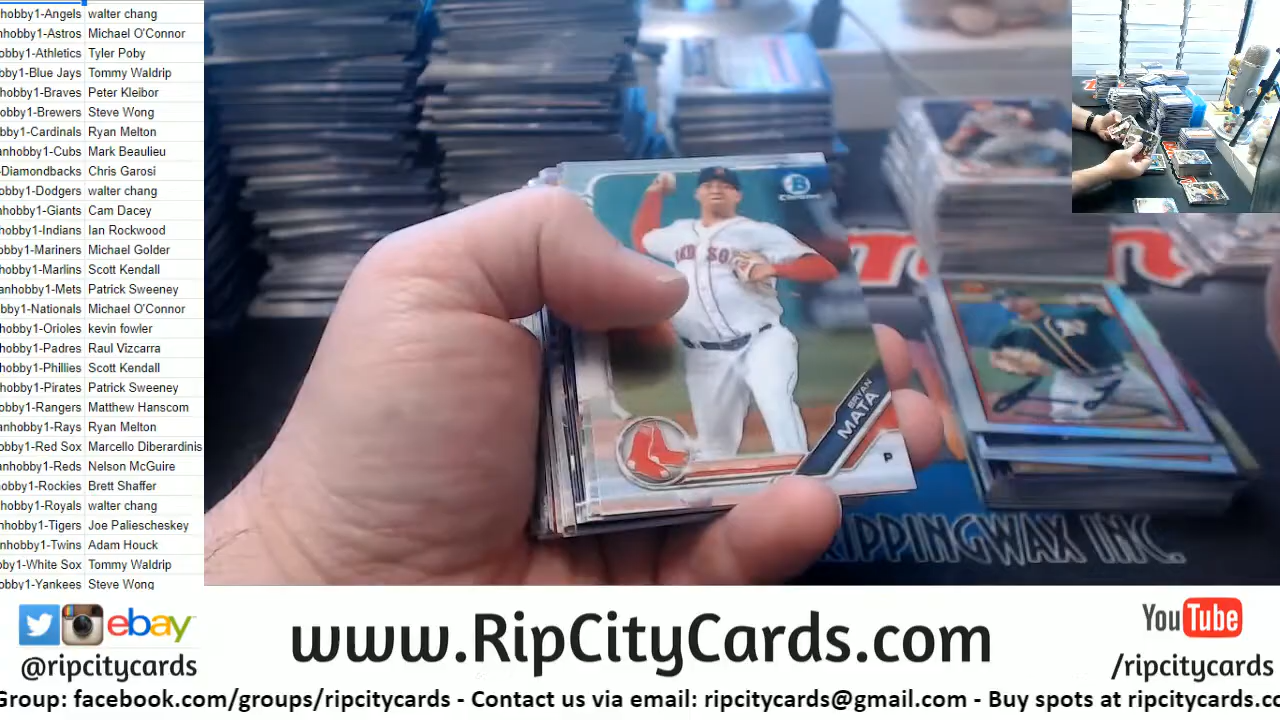 hobby1-Angels walter chang
nhobby1-Astros Michael O'Connor
obby1-Athletics Tyler Poby
bby1-Blue Jays Tommy Waldrip
hobby1-Braves Peter Kleibor
obby1-Brewers Steve Wong
bby1-Cardinals Ryan Melton
anhobby1-Cubs Mark Beaulieu
-Diamondbacks Chris Garosi
obby1-Dodgers walter chang
nhobby1-Giants Cam Dacey
hobby1-Indians Ian Rockwood
obby1-Mariners Michael Golder
hobby1-Marlins Scott Kendall
anhobby1-Mets Patrick Sweeney
bby1-Nationals Michael O'Connor
hobby1-Orioles kevin fowler
hobby1-Padres Raul Vizcarra
hobby1-Phillies Scott Kendall
hobby1-Pirates Patrick Sweeney
obby1-Rangers Matthew Hanscom
anhobby1-Rays Ryan Melton
obby1-Red Sox Marcello Diberardinis
anhobby1-Reds Nelson McGuire
hobby1-Rockies Brett Shaffer
hobby1-Royals walter chang
nhobby1-Tigers Joe Paliescheskey
nhobby1-Twins Adam Houck
bby1-White Sox Tommy Waldrip
obby1-Yankees Steve Wong
B
Chrome
BRYAN
MATA
P
RIPPINGWAX INC.
ebay
@ripcitycards
www.RipCityCards.com
YouTube
/ripcitycards
Group: facebook.com/groups/ripcitycards - Contact us via email: ripcitycards@gmail.com - Buy spots at ripcitycards.co